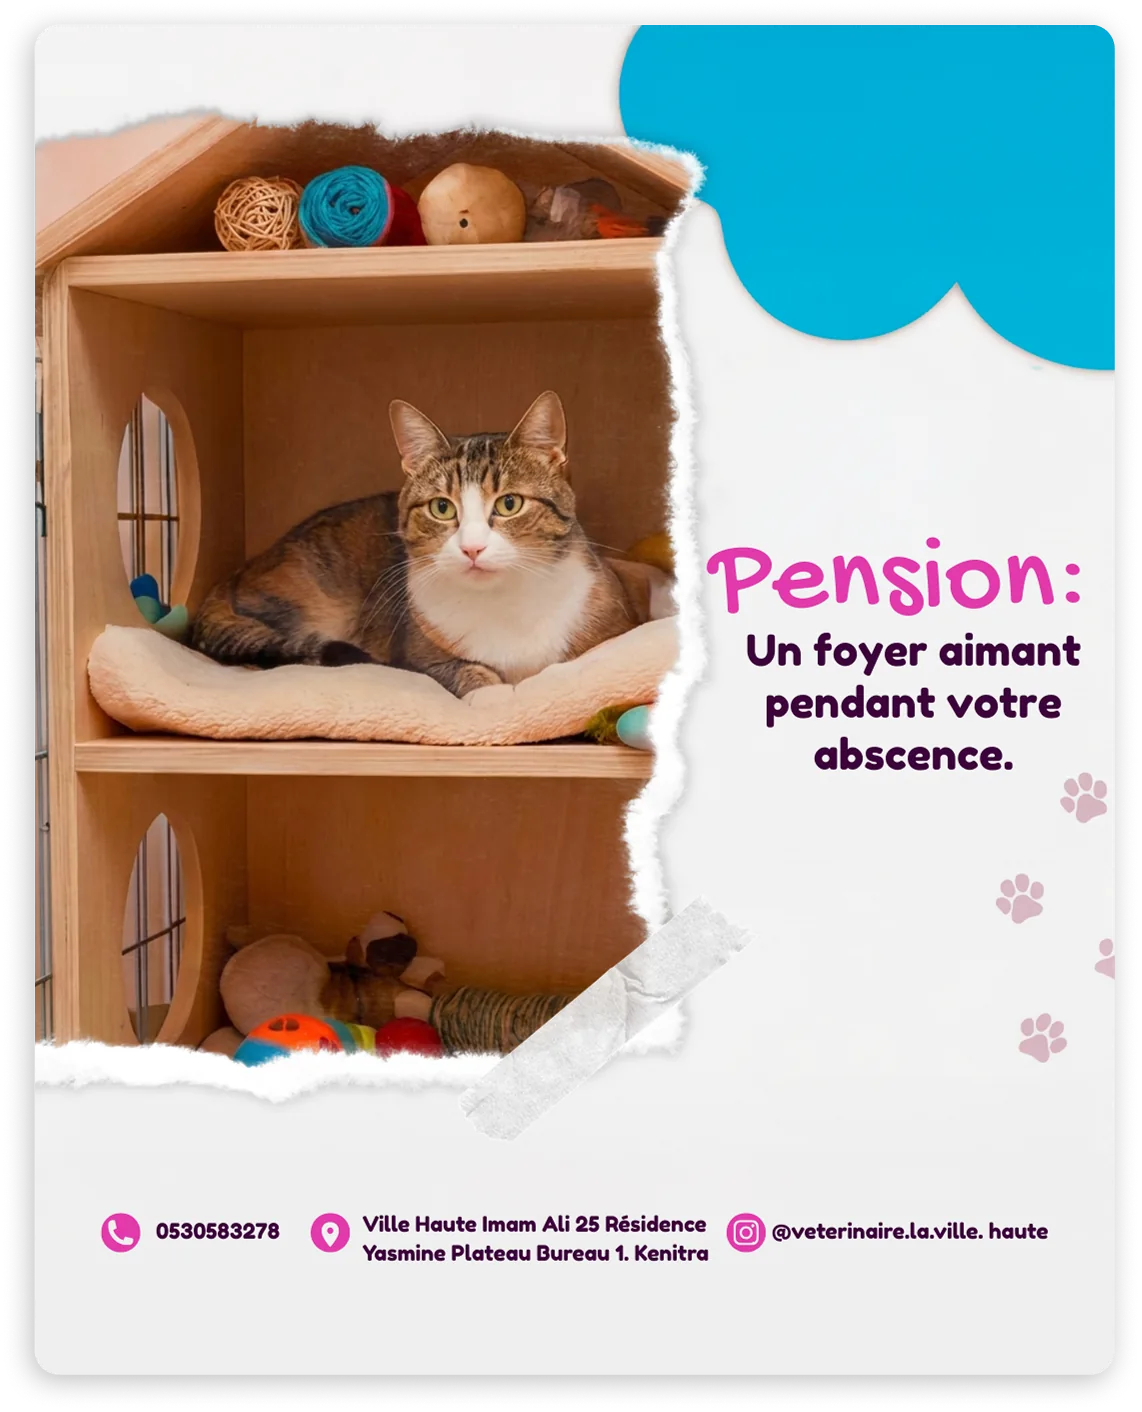 Pension:
Un foyer aimant
pendant votre
abscence.
0530583278
Ville Haute Imam Ali 25 Résidence
Yasmine Plateau Bureau 1. Kenitra
@veterinaire.la.ville. haute